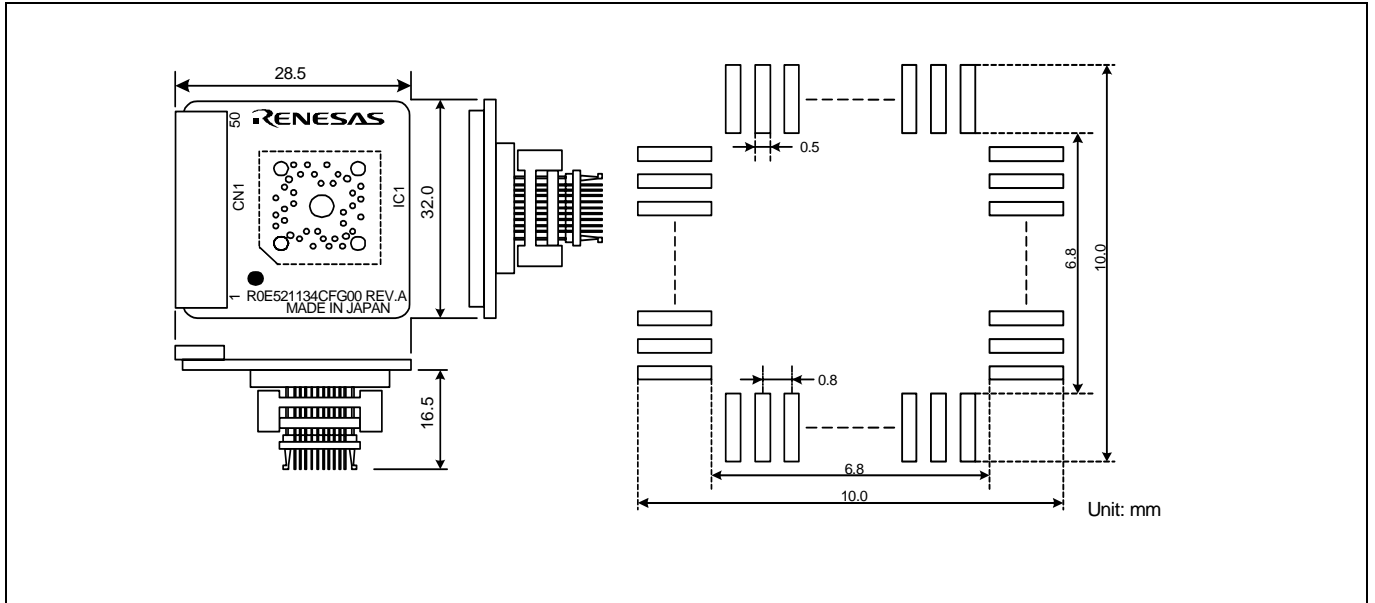 28.5
50
RENESAS
CN1
IC1
32.0
1
R0E521134CFG00 REV.A
MADE IN JAPAN
16.5
0.5
6.8
10.0
0.8
6.8
10.0
Unit: mm